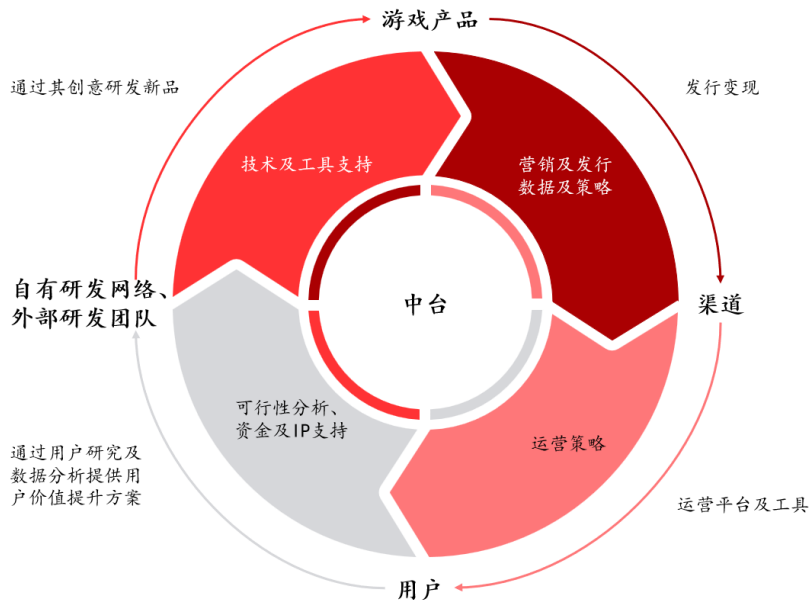 游戏产品
通过其创意研发新品
发行变现
技术及工具支持
营销及发行
数据及策略
自有研发网络、
外部研发团队
中台
渠道
可行性分析、
资金及IP支持
运营策略
通过用户研究及
数据分析提供用
户价值提升方案
运营平台及工具
用户